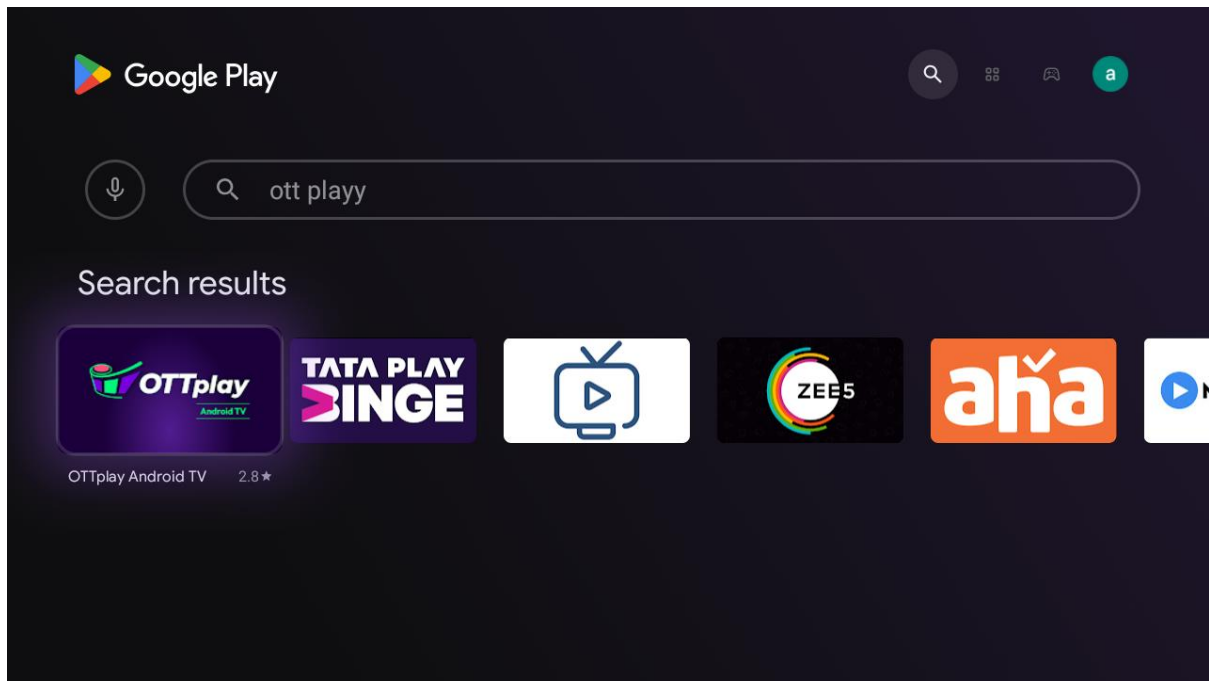 Google Play
a
ott playy
Search results
OTTplay
Android TV
TATA PLAY
BINGE
ZEE5
aha
OTTplay Android TV 2.8★